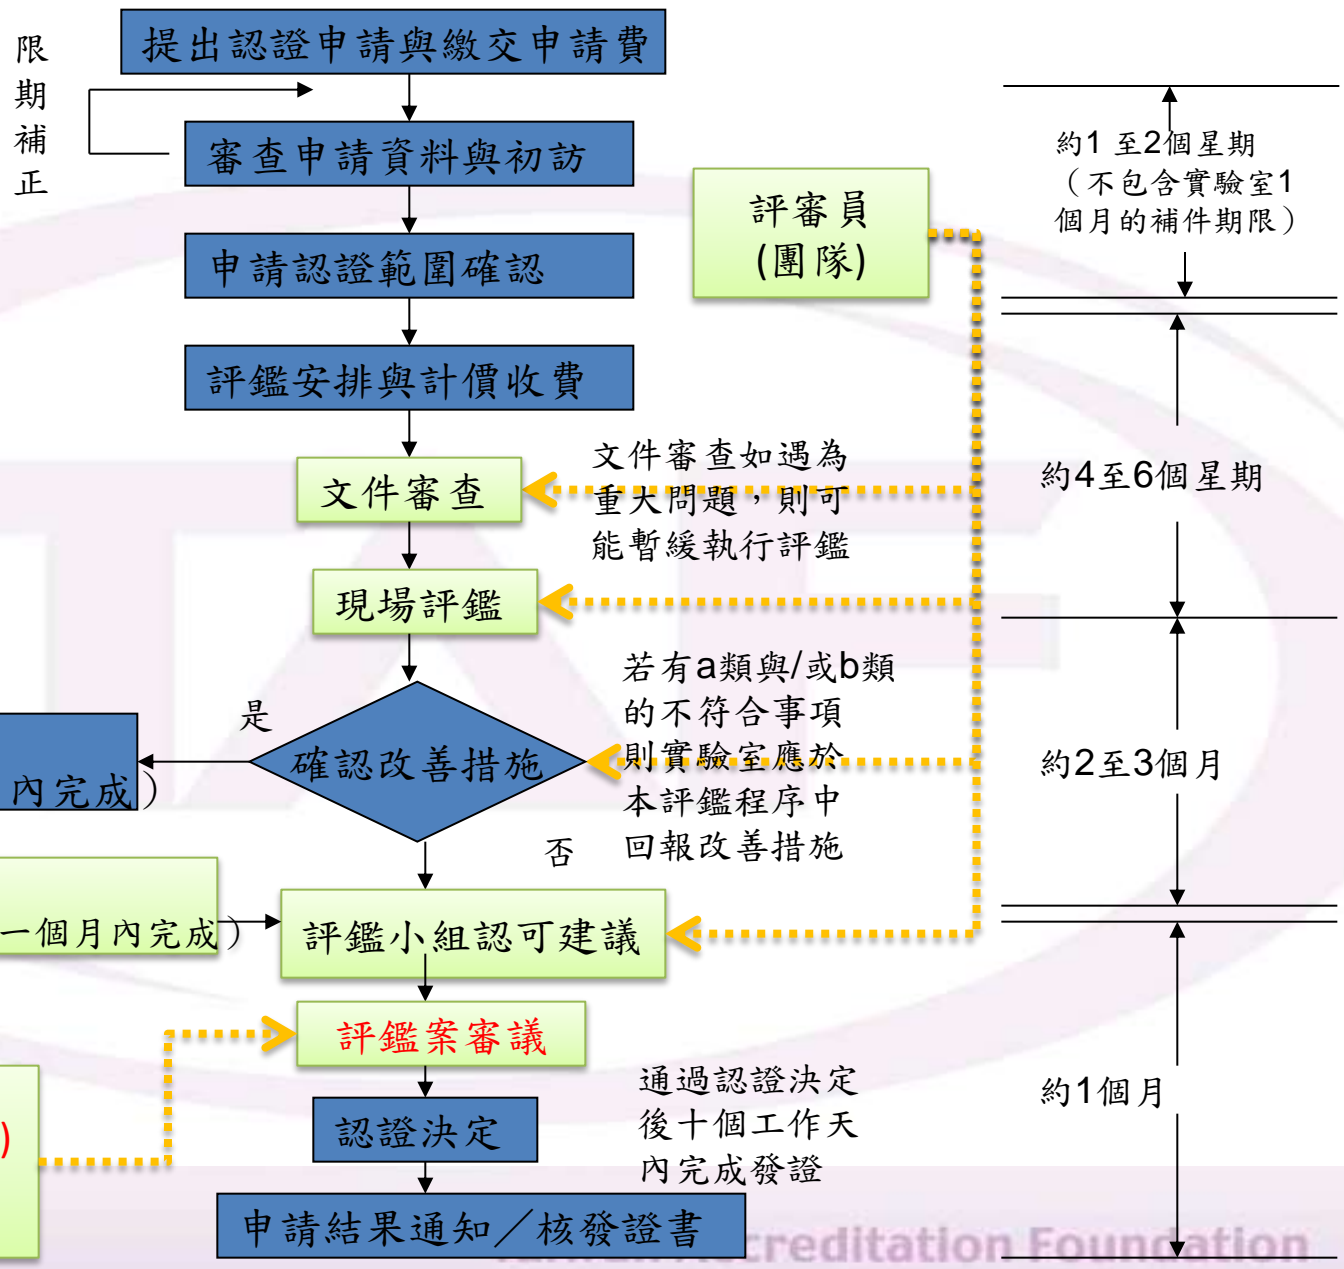 提出認證申請與繳交申請費
限
期
補
正
審查申請資料與初訪
約1 至2個星期
（不包含實驗室1
個月的補件期限）
評審員
(團隊)
申請認證範圍確認
評鑑安排與計價收費
文件審查
文件審查如遇為
重大問題，則可
能暫緩執行評鑑
約4至6個星期
現場評鑑
若有a類與/或b類
的不符合事項
則實驗室應於
本評鑑程序中
回報改善措施
是
確認改善措施
內完成）
約2至3個月
否
一個月內完成）
評鑑小組認可建議
評鑑案審議
)
認證決定
通過認證決定
後十個工作天
內完成發證
約1個月
申請結果通知／核發證書
TAF
Accreditation Foundation